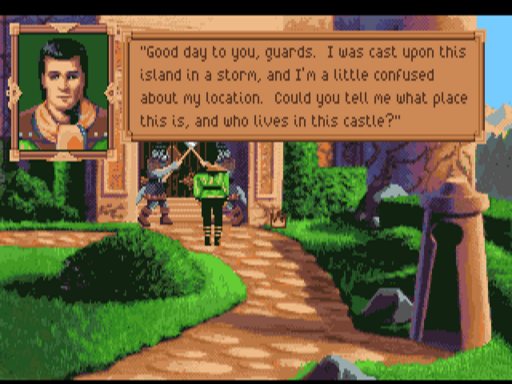 "Good day to you, guards.  I was cast upon this
island in a storm, and I'm a little confused
about my location.  Could you tell me what place
this is, and who lives in this castle?"